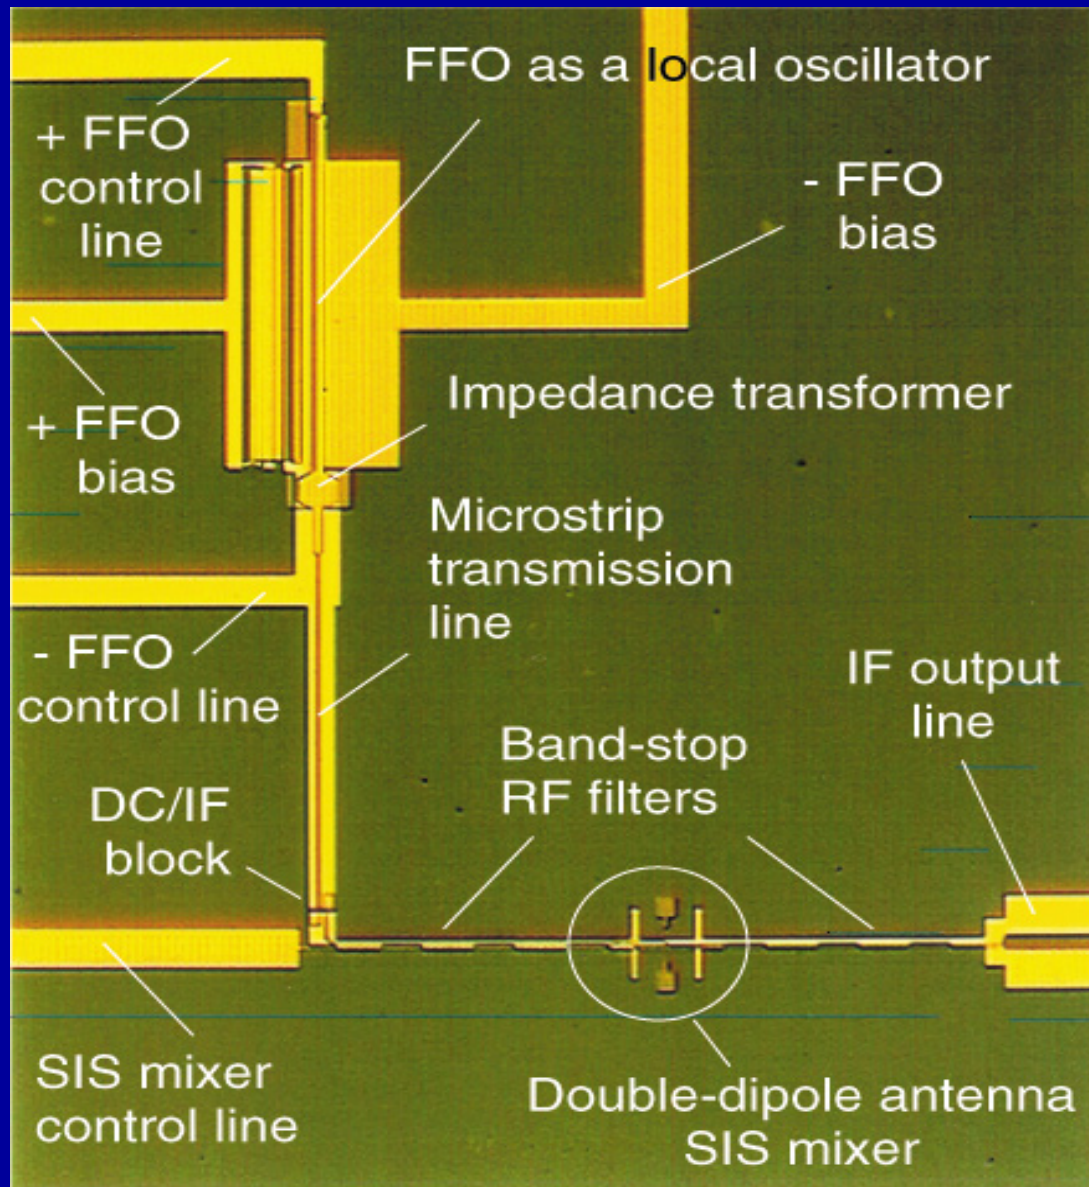 FFO as a local oscillator
+ FFO
control
line
- FFO
bias
Impedance transformer
+ FFO
bias
Microstrip
transmission
line
- FFO
control line
IF output
line
Band-stop
RF filters
DC/IF
block
SIS mixer
control line
Double-dipole antenna
SIS mixer